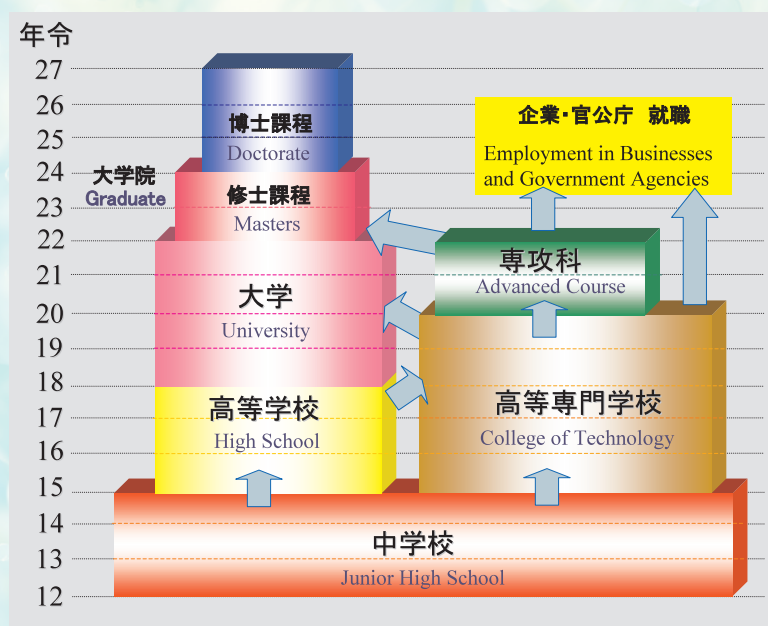 年令
27
26
25
24
23
22
21
20
19
18
17
16
15
14
13
12
博士課程
Doctorate
大学院
Graduate
修士課程
Masters
大学
University
高等学校
High School
企業・官公庁 就職
Employment in Businesses
and Government Agencies
専攻科
Advanced Course
高等専門学校
College of Technology
中学校
Junior High School